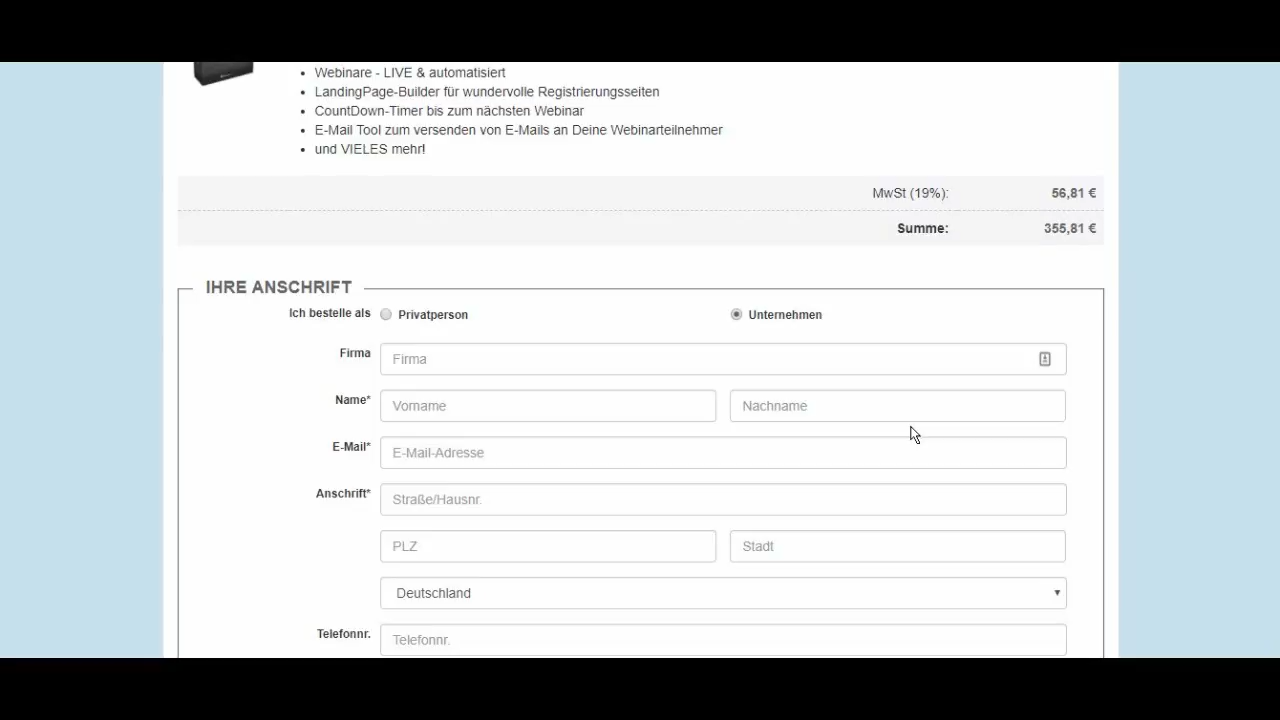 Webinare - LIVE & automatisiert
LandingPage-Builder für wundervolle Registrierungsseiten
CountDown-Timer bis zum nächsten Webinar
E-Mail Tool zum versenden von E-Mails an Deine Webinarteilnehmer
und VIELES mehr!
MwSt (19%): 56,81 €
Summe: 355,81 €
IHRE ANSCHRIFT
Ich bestelle als Privatperson Unternehmen
Firma Firma
Name* Vorname Nachname
E-Mail* E-Mail-Adresse
Anschrift* Straße/Hausnr.
PLZ Stadt
Deutschland
Telefonnr. Telefonnr.